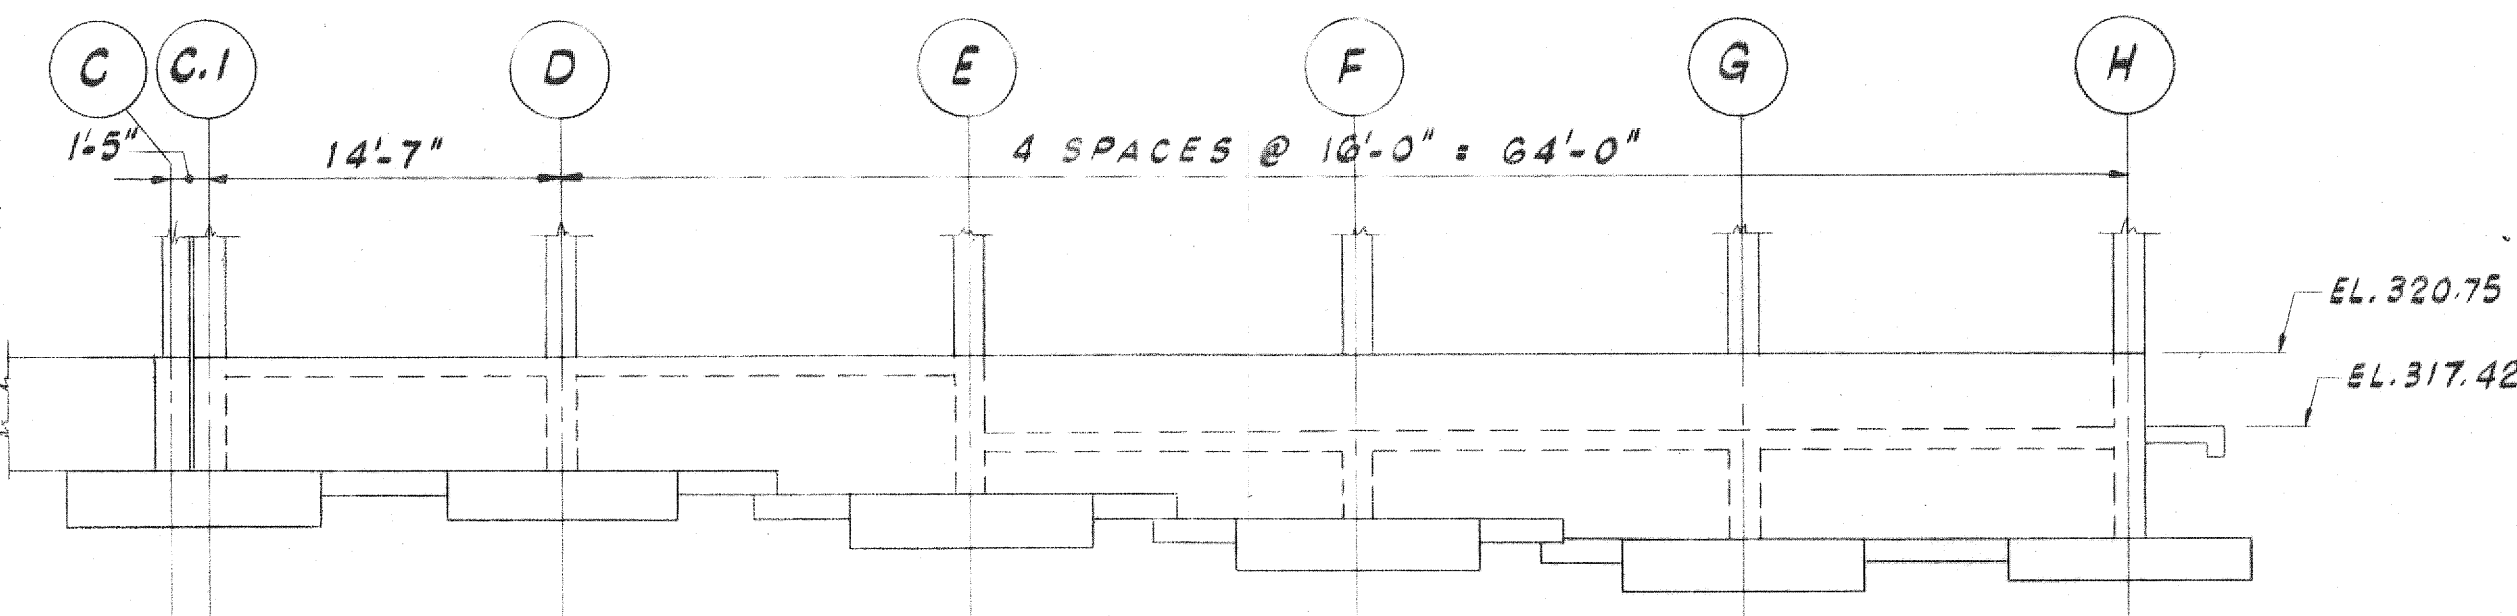 C C.1 D E F G H
1'-5" 14'-7" 4 SPACES @ 16'-0" = 64'-0"
EL. 320.75
EL. 317.42